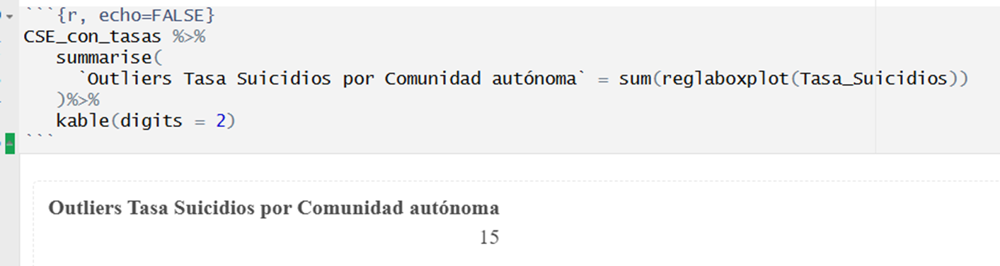 ```{r, echo=FALSE}
CSE_con_tasas %>%
   summarise(
     `Outliers Tasa Suicidios por Comunidad autónoma` = sum(reglaboxplot(Tasa_Suicidios))
   )%>%
   kable(digits = 2)
```
Outliers Tasa Suicidios por Comunidad autónoma
15